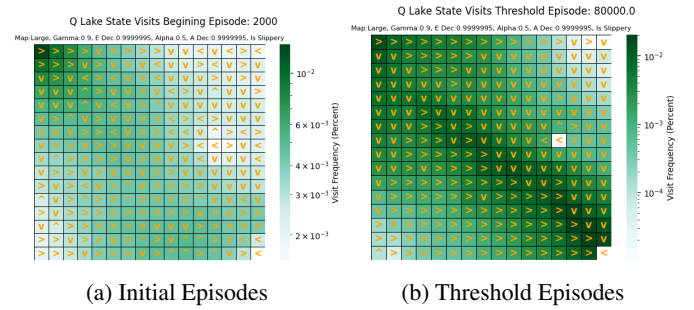 Q Lake State Visits Begining Episode: 2000
Map:Large, Gamma:0.9, E Dec:0.9999995, Alpha:0.5, A Dec:0.9999995, Is Slippery
10⁻²
6 × 10⁻³
4 × 10⁻³
3 × 10⁻³
2 × 10⁻³
Visit Frequency (Percent)
(a) Initial Episodes
Q Lake State Visits Threshold Episode: 80000.0
Map:Large, Gamma:0.9, E Dec:0.9999995, Alpha:0.5, A Dec:0.9999995, Is Slippery
10⁻²
10⁻³
10⁻⁴
Visit Frequency (Percent)
(b) Threshold Episodes